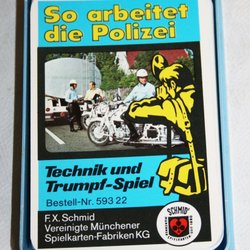 So arbeitet
die Polizei
Technik und
Trumpf-Spiel
Bestell-Nr. 593 22
F.X. Schmid
Vereinigte Münchener
Spielkarten-Fabriken KG
SCHMID